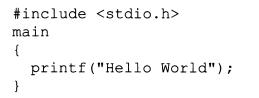 #include <stdio.h>
main
{
  printf("Hello World");
}